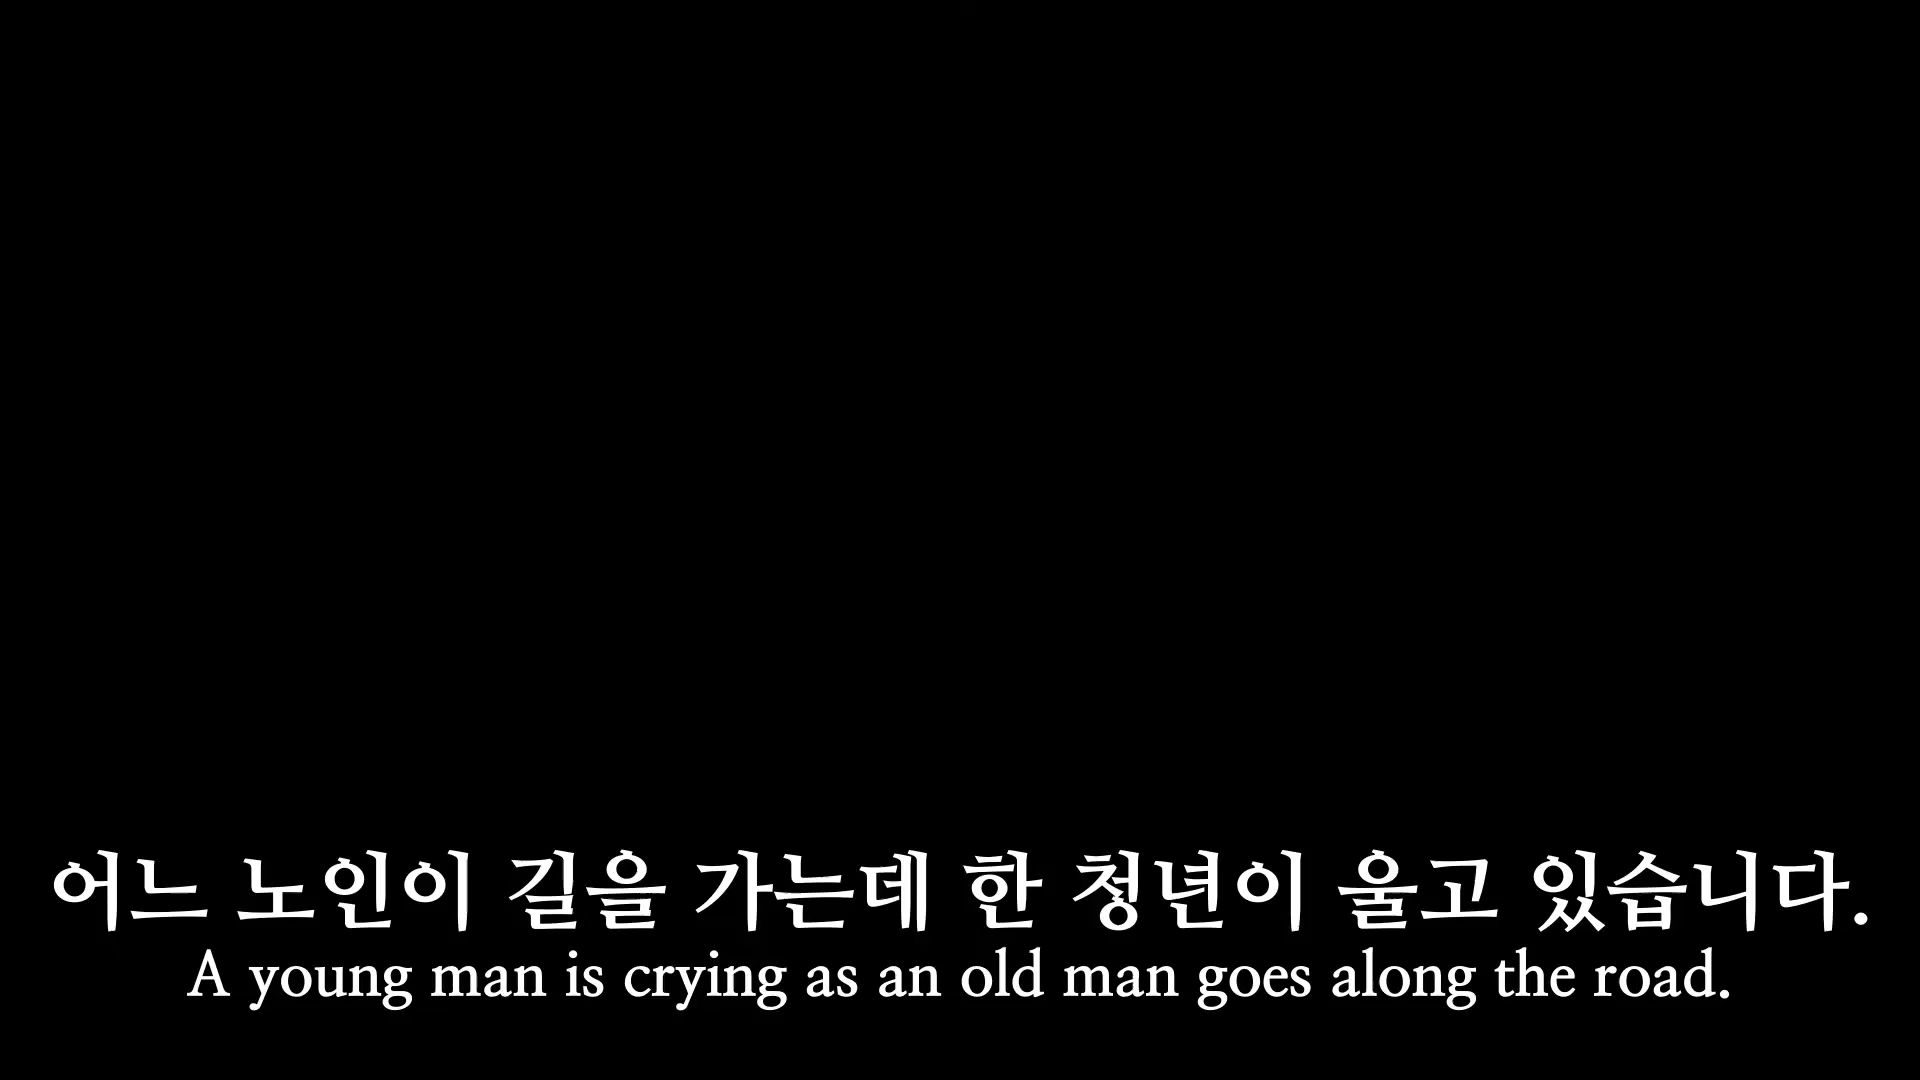 어느 노인이 길을 가는데 한 청년이 울고 있습니다.
A young man is crying as an old man goes along the road.